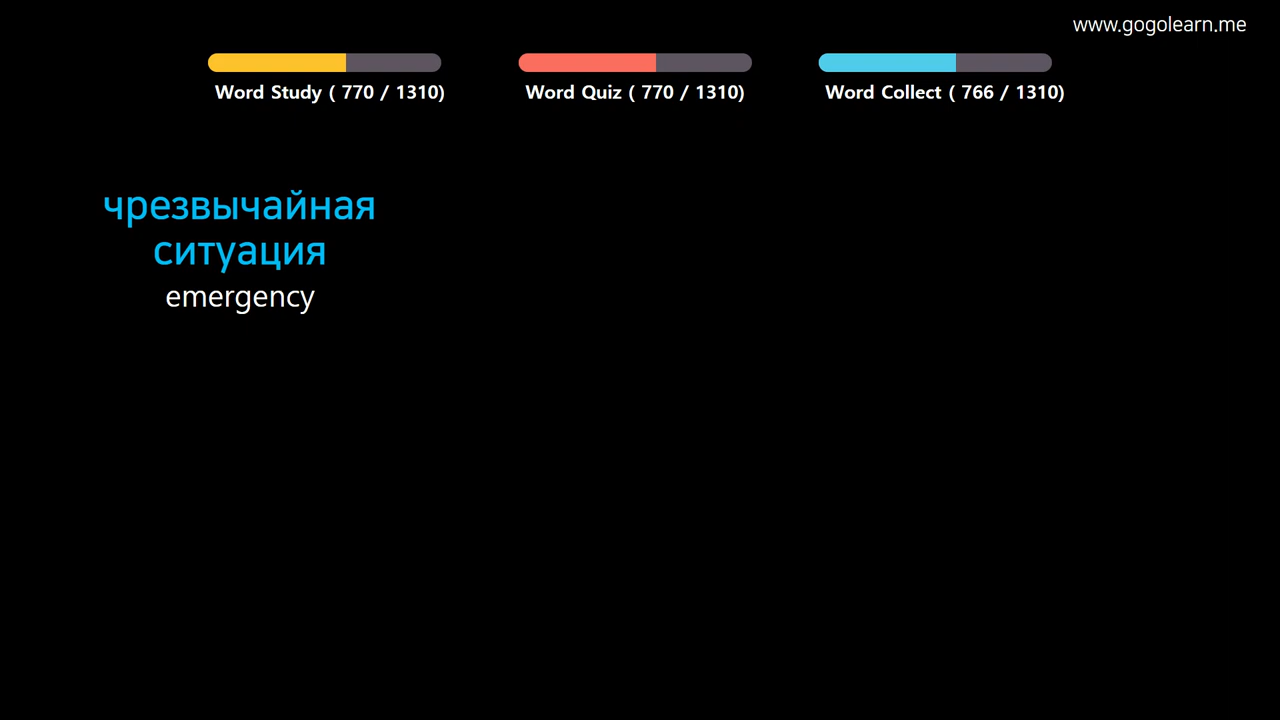 www.gogolearn.me
Word Study ( 770 / 1310)
Word Quiz ( 770 / 1310)
Word Collect ( 766 / 1310)
чрезвычайная
ситуация
emergency